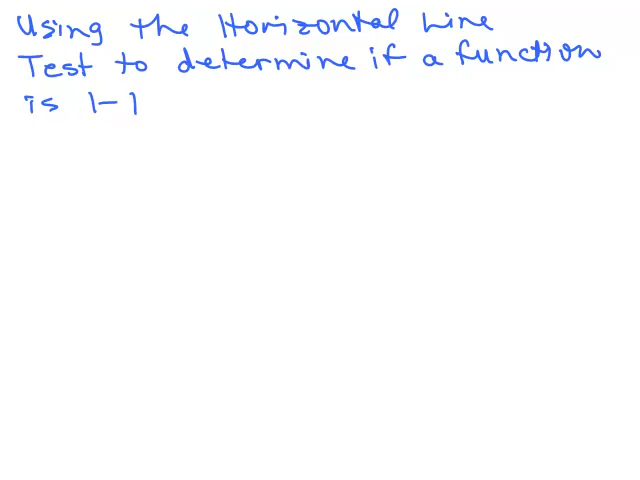 Using the Horizontal Line
Test to determine if a function
is 1-1